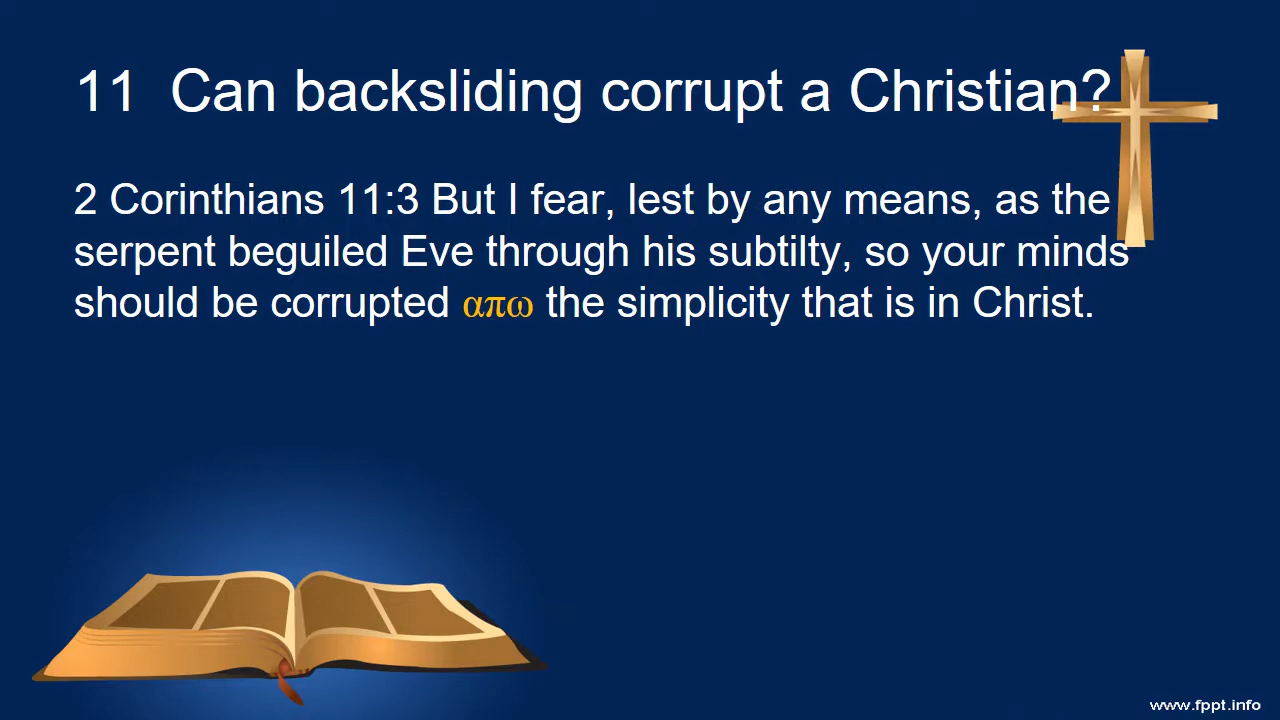 11 Can backsliding corrupt a Christian?
2 Corinthians 11:3 But I fear, lest by any means, as the
serpent beguiled Eve through his subtilty, so your minds
should be corrupted απω the simplicity that is in Christ.
www.fppt.info